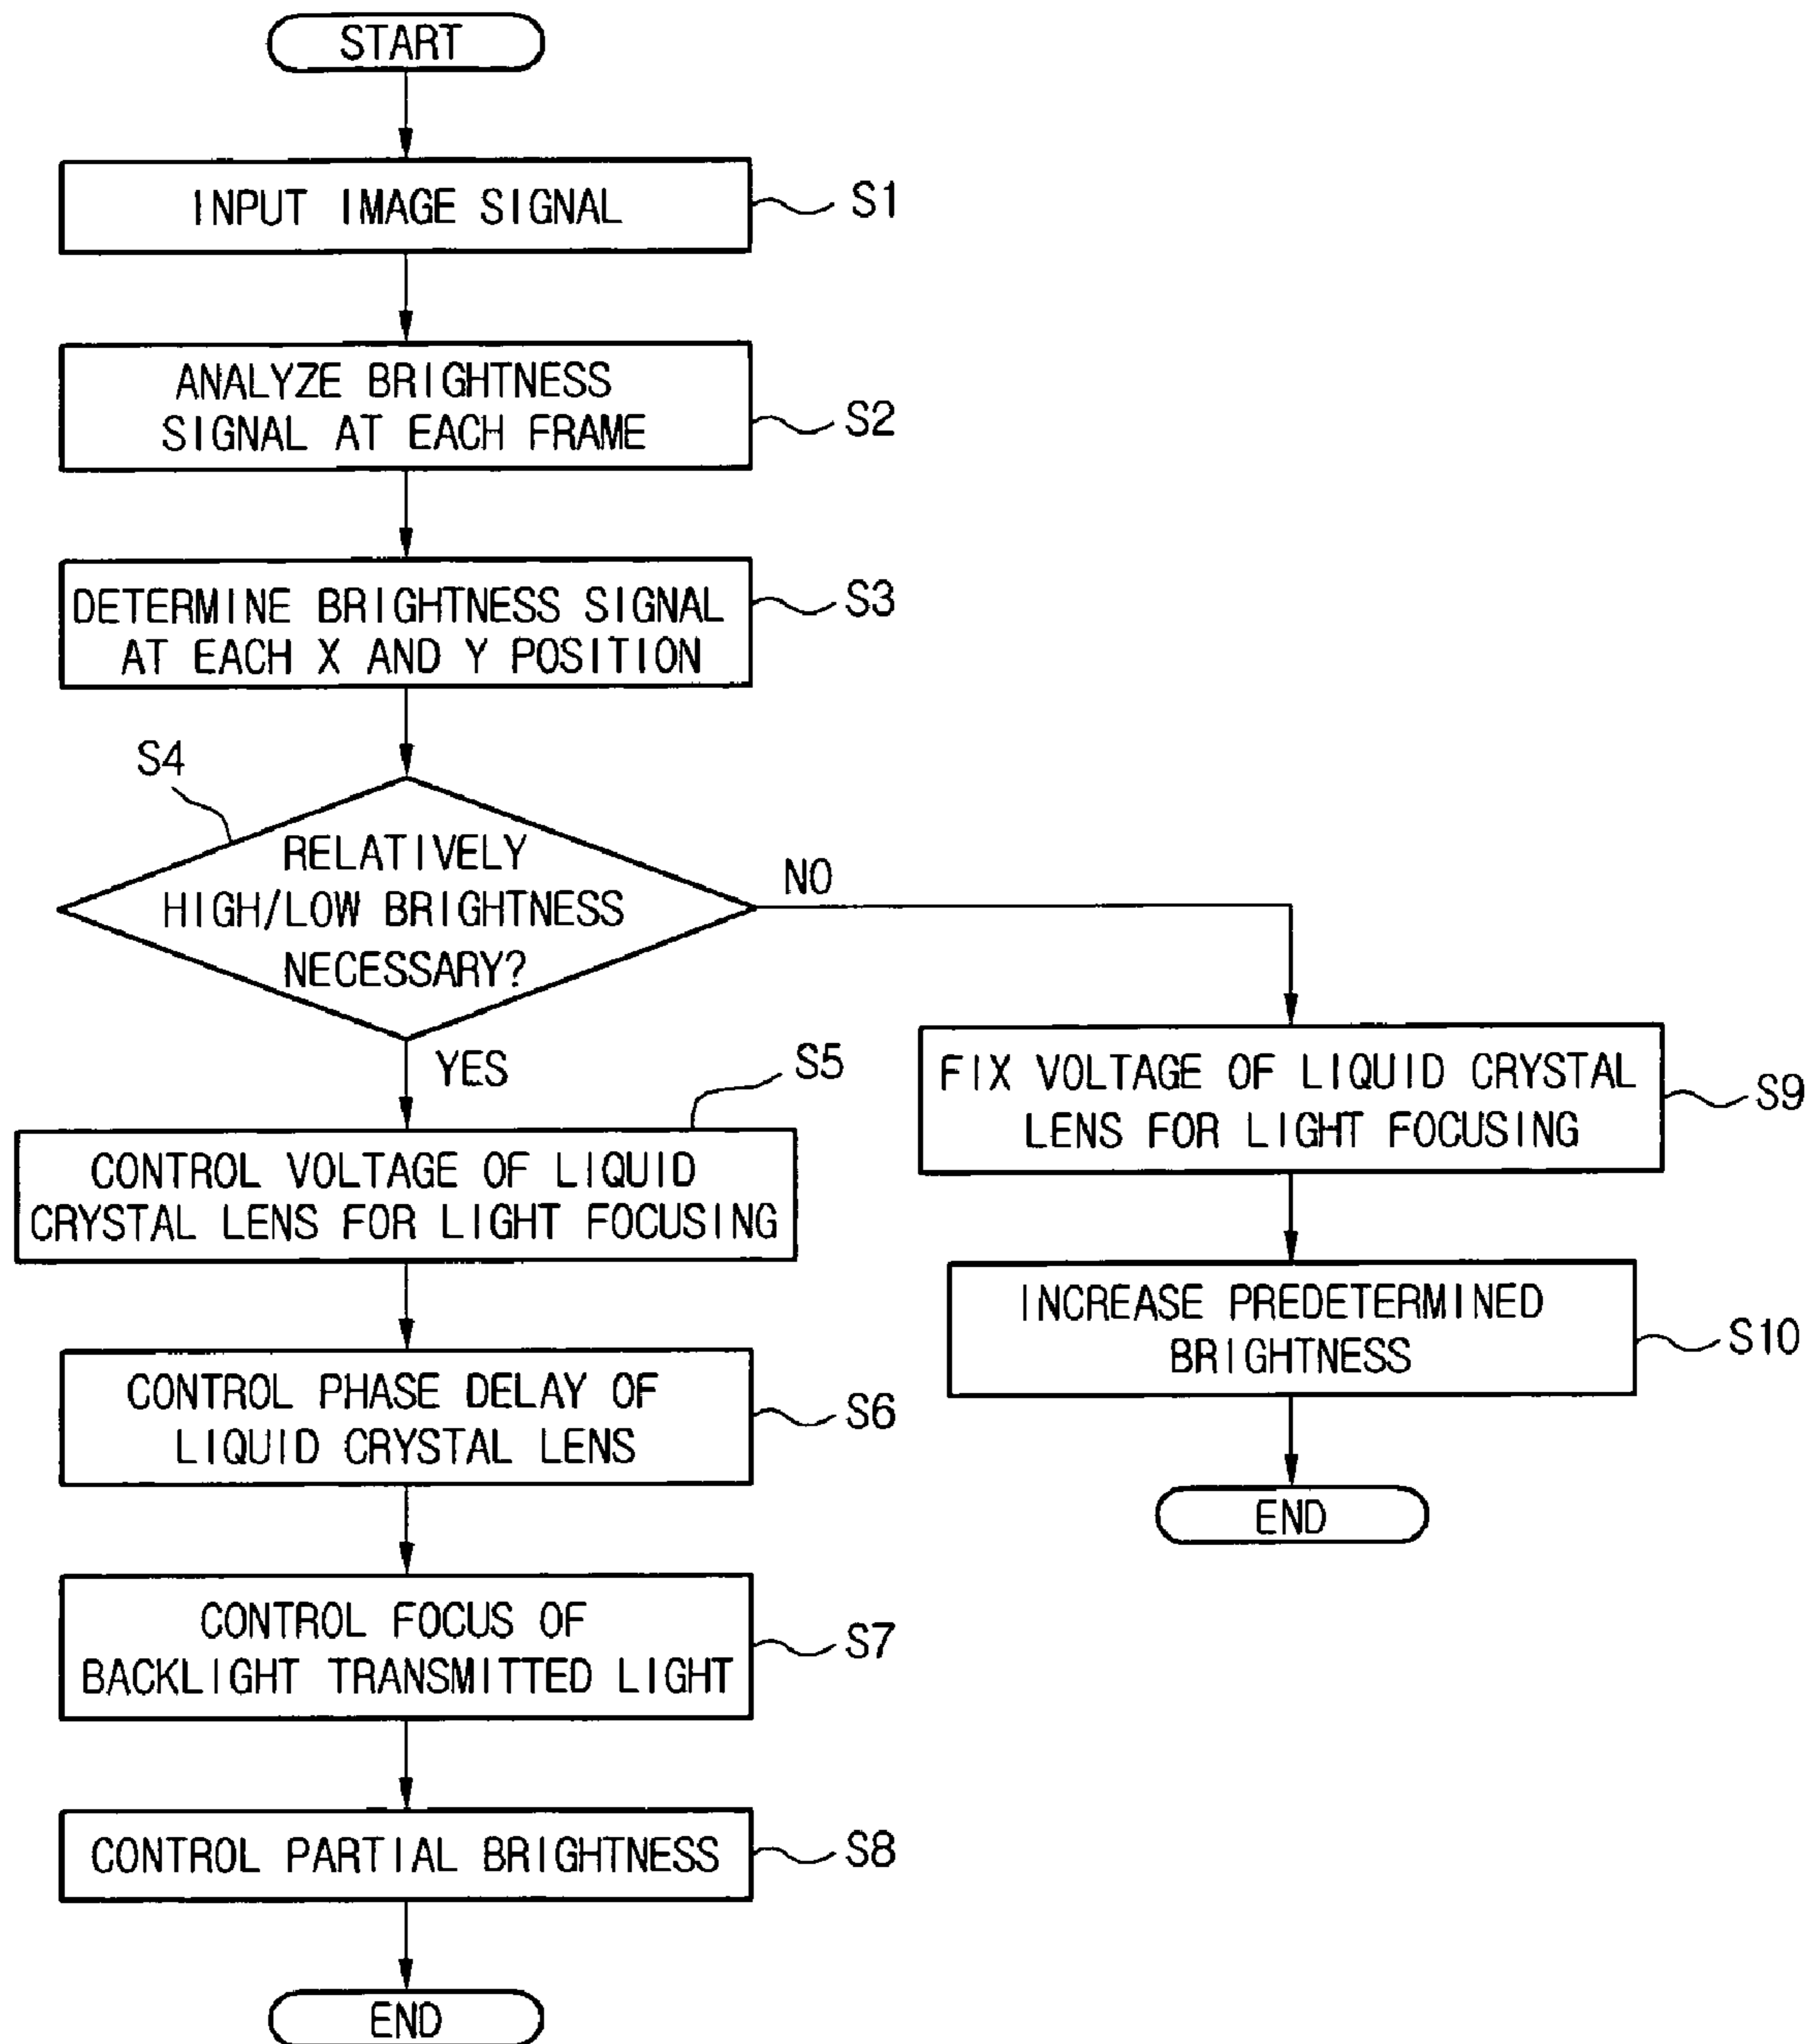 START
INPUT IMAGE SIGNAL
S1
ANALYZE BRIGHTNESS
SIGNAL AT EACH FRAME
S2
DETERMINE BRIGHTNESS SIGNAL
AT EACH X AND Y POSITION
S3
S4
RELATIVELY
HIGH/LOW BRIGHTNESS
NECESSARY?
NO
YES
S5
CONTROL VOLTAGE OF LIQUID
CRYSTAL LENS FOR LIGHT FOCUSING
CONTROL PHASE DELAY OF
LIQUID CRYSTAL LENS
S6
CONTROL FOCUS OF
BACKLIGHT TRANSMITTED LIGHT
S7
CONTROL PARTIAL BRIGHTNESS
S8
END
FIX VOLTAGE OF LIQUID CRYSTAL
LENS FOR LIGHT FOCUSING
S9
INCREASE PREDETERMINED
BRIGHTNESS
S10
END